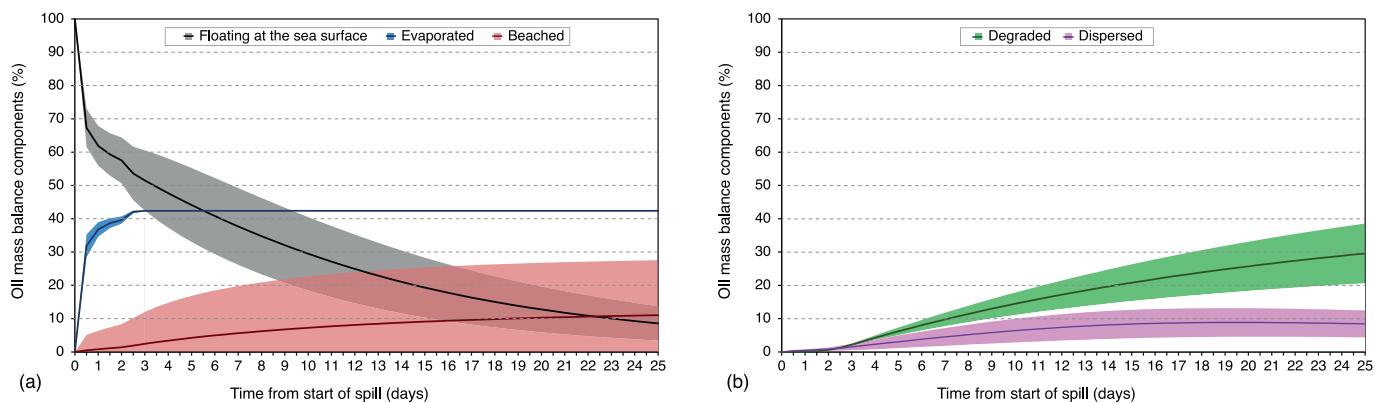 100
90
80
70
60
50
40
30
20
10
0
OIl mass balance components (%)
Floating at the sea surface Evaporated Beached
0 1 2 3 4 5 6 7 8 9 10 11 12 13 14 15 16 17 18 19 20 21 22 23 24 25
(a)
Time from start of spill (days)
100
90
80
70
60
50
40
30
20
10
0
OIl mass balance components (%)
Degraded Dispersed
0 1 2 3 4 5 6 7 8 9 10 11 12 13 14 15 16 17 18 19 20 21 22 23 24 25
(b)
Time from start of spill (days)